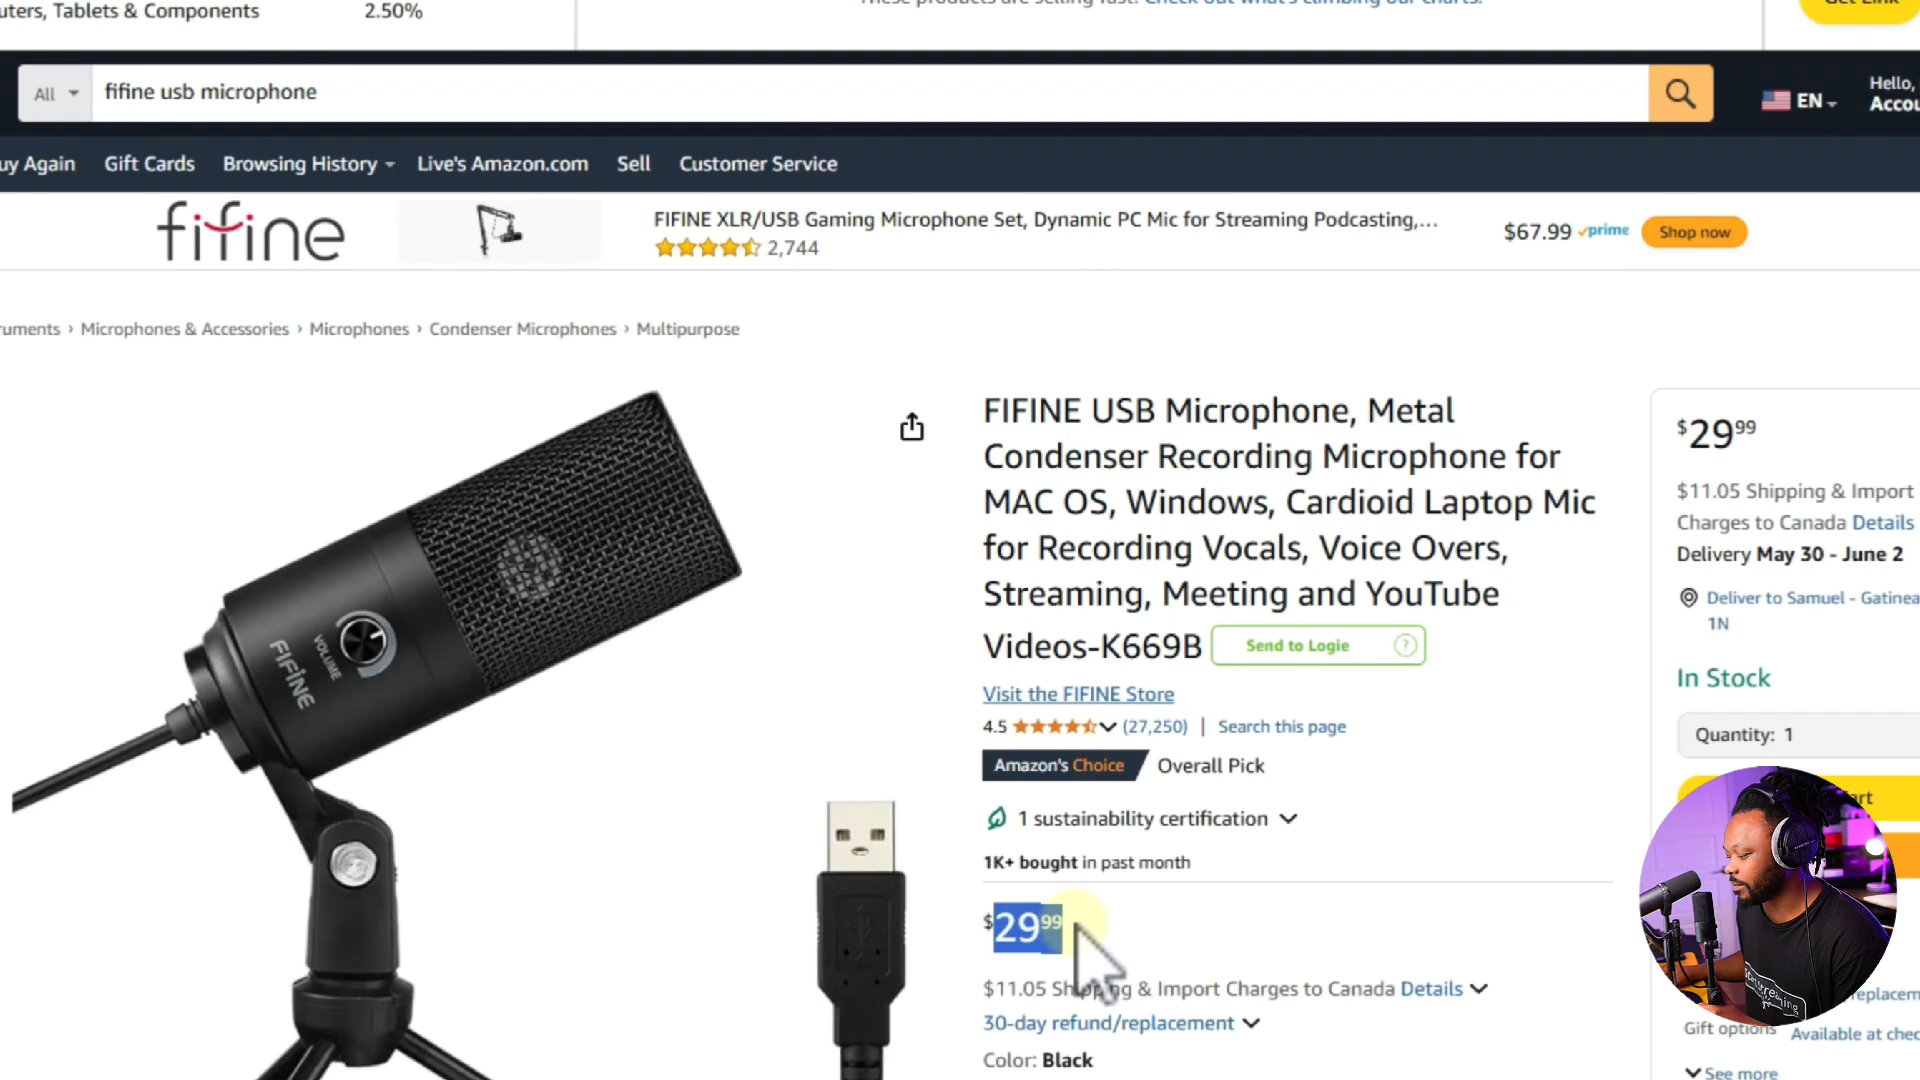 Tablets & Components
2.50%
All
fifine usb microphone
EN
Hello,
Buy Again
Gift Cards
Browsing History
Live's Amazon.com
Sell
Customer Service
fifine
FIFINE XLR/USB Gaming Microphone Set, Dynamic PC Mic for Streaming Podcasting,...
2,744
$67.99
prime
Shop now
› Microphones & Accessories › Microphones › Condenser Microphones › Multipurpose
FIFINE USB Microphone, Metal
Condenser Recording Microphone for
MAC OS, Windows, Cardioid Laptop Mic
for Recording Vocals, Voice Overs,
Streaming, Meeting and YouTube
Videos-K669B
Send to Logie
?
Visit the FIFINE Store
4.5
(27,250)
|
Search this page
Amazon's Choice
Overall Pick
1 sustainability certification
1K+ bought in past month
$29.99
$11.05 Shipping & Import Charges to Canada Details
30-day refund/replacement
Color: Black
VOLUME
FIFINE
$29.99
$11.05 Shipping & Import
Charges to Canada Details
Delivery May 30 - June 2
Deliver to Samuel - Gatinea
1N
In Stock
Quantity: 1
Gift options
Available at
See more